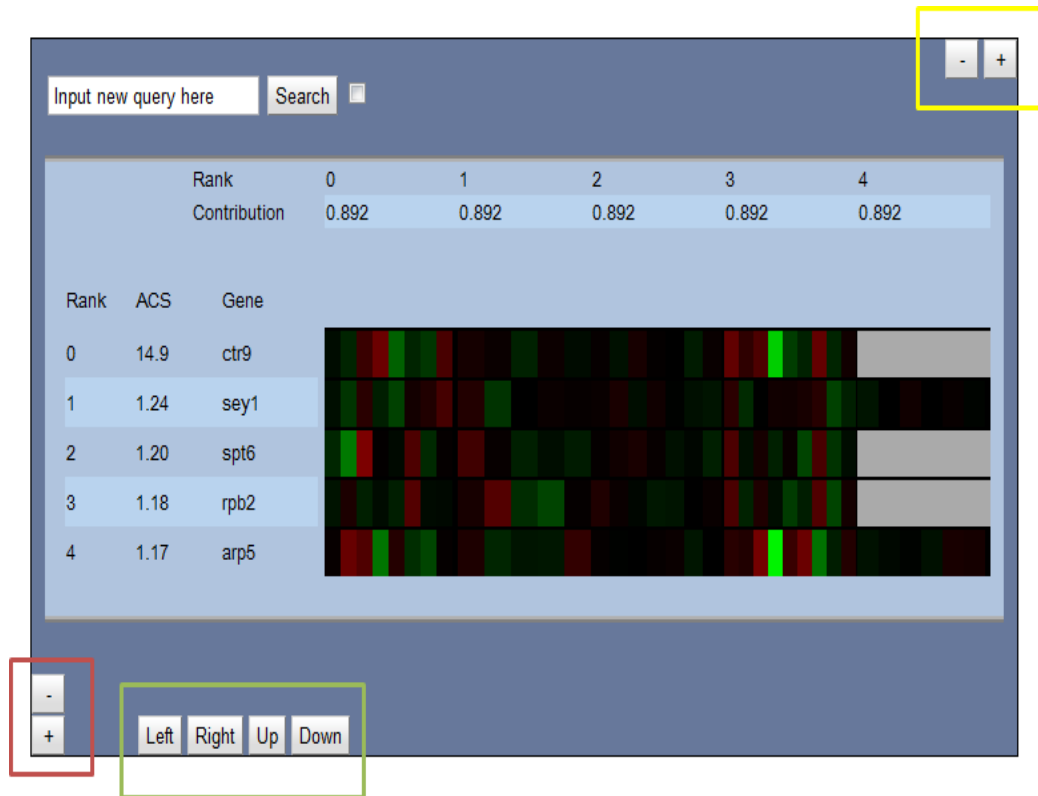 - +
Input new query here Search
Rank 0 1 2 3 4
Contribution 0.892 0.892 0.892 0.892 0.892
Rank ACS Gene
0 14.9 ctr9
1 1.24 sey1
2 1.20 spt6
3 1.18 rpb2
4 1.17 arp5
-
+ Left Right Up Down